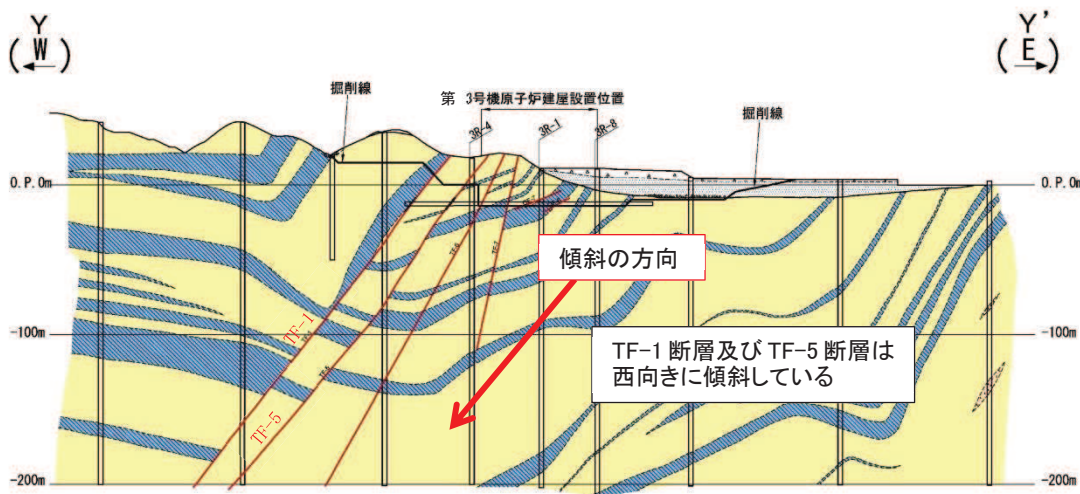 Y
(W)
Y'
(E)
掘削線
第 3号機原子炉建屋設置位置
3R-4
3R-1
3R-8
掘削線
O.P.0m
O.P.0m
傾斜の方向
-100m
-100m
TF-1
TF-5
TF-1 断層及び TF-5 断層は
西向きに傾斜している
-200m
-200m